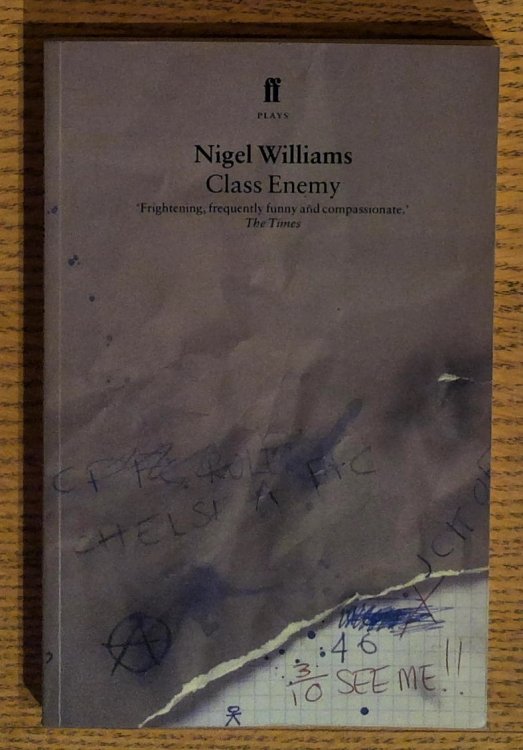 ff
PLAYS
Nigel Williams
Class Enemy
'Frightening, frequently funny and compassionate.'
The Times
CHELSEA FFC
A
46
3/10 SEE ME!!